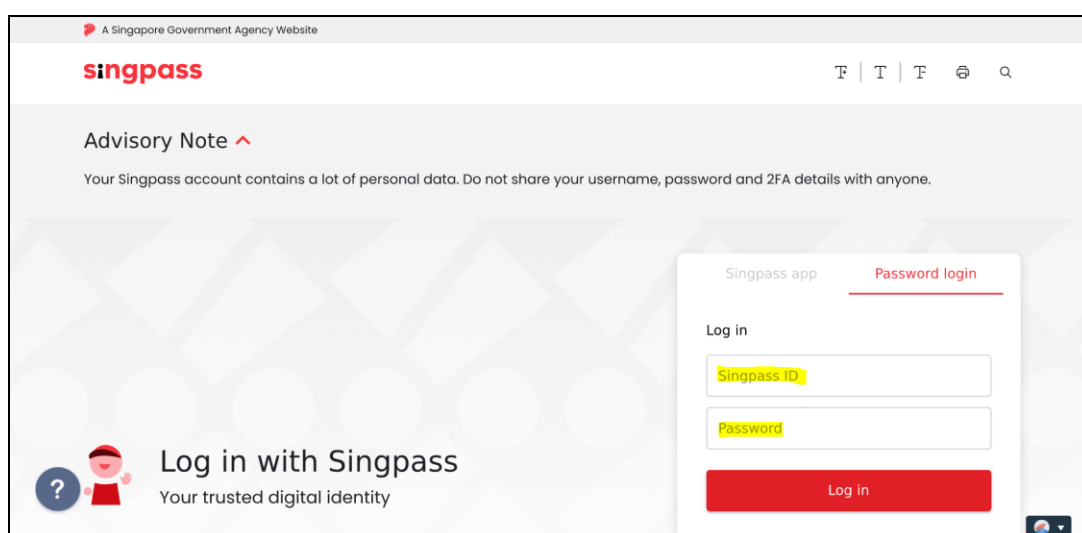 A Singapore Government Agency Website
singpass
Advisory Note
Your Singpass account contains a lot of personal data. Do not share your username, password and 2FA details with anyone.
Singpass app Password login
Log in
Singpass ID
Password
Log in
Log in with Singpass
Your trusted digital identity
?